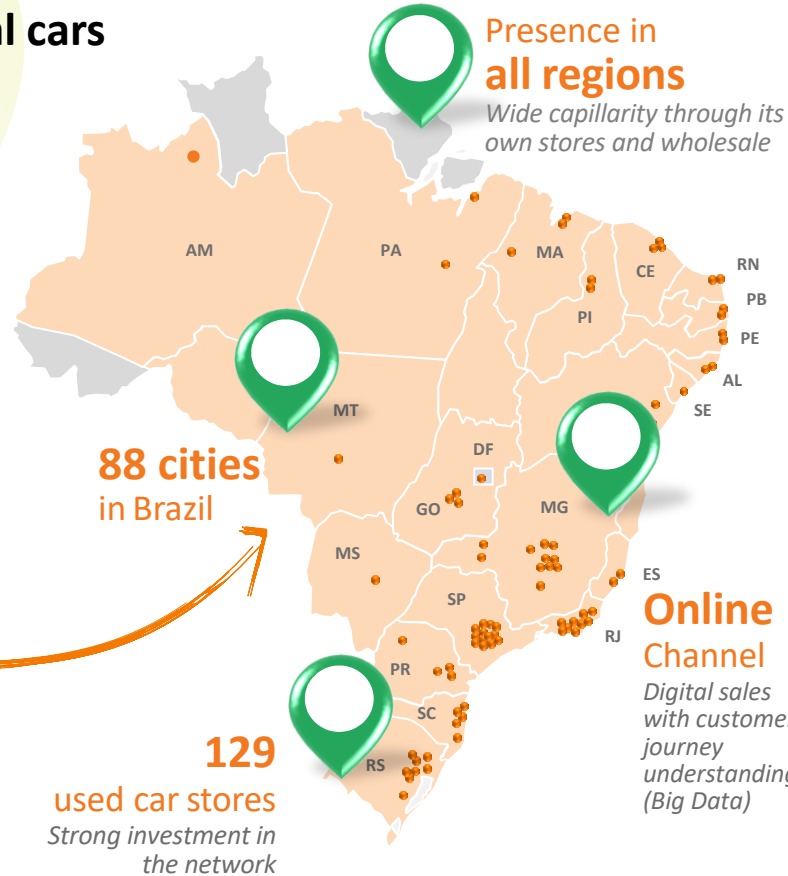 al cars
Presence in
all regions
Wide capillarity through its
own stores and wholesale
AM
PA
MA
CE
RN
PB
PI
PE
AL
SE
MT
88 cities
in Brazil
DF
GO
MG
MS
ES
SP
RJ
Online
Channel
Digital sales
with customer
journey
understanding
(Big Data)
PR
SC
RS
129
used car stores
Strong investment in
the network